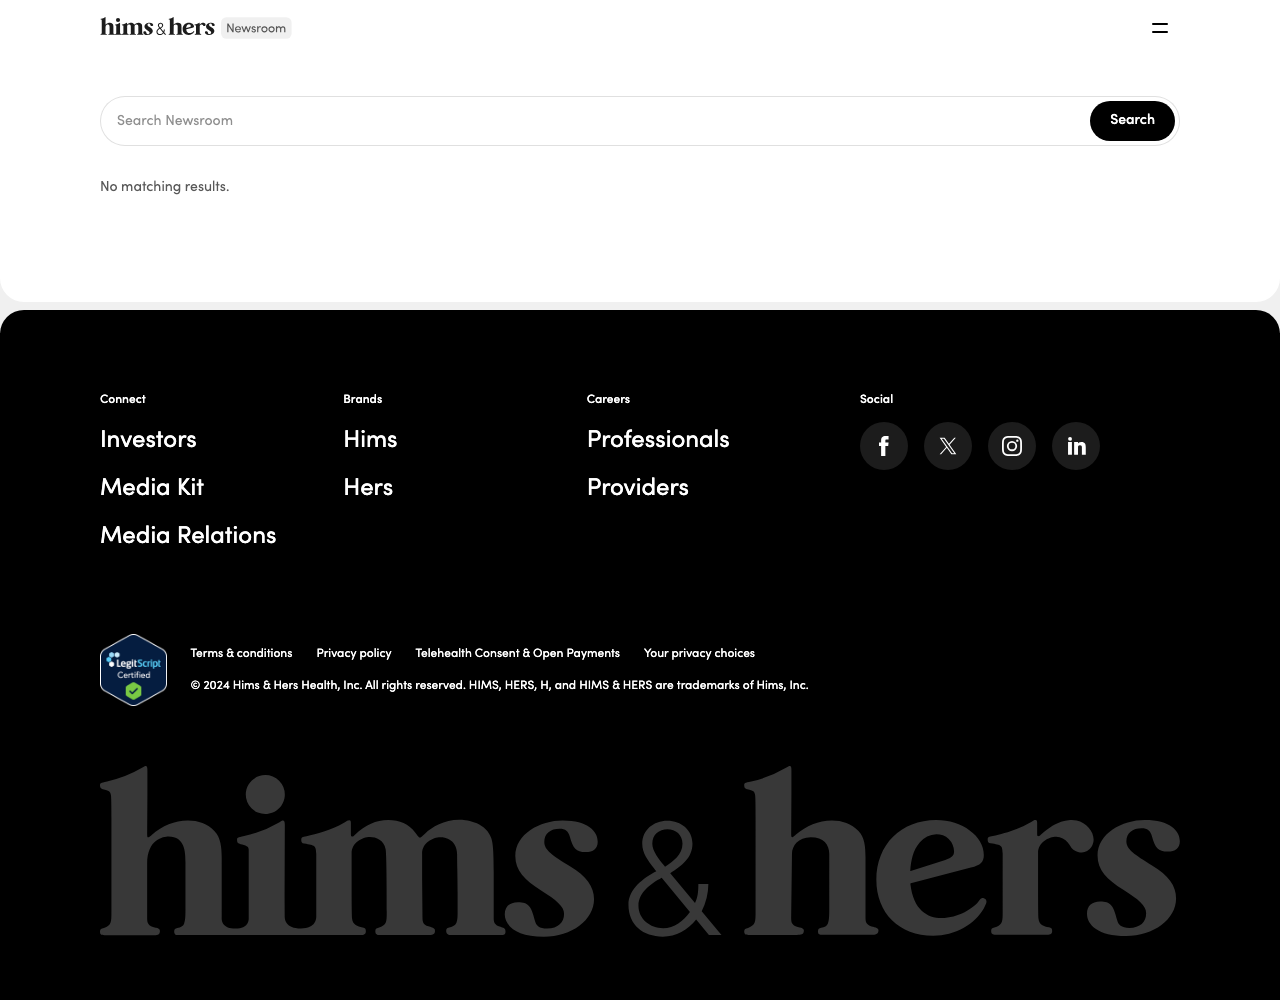 hims & hers Newsroom
Search Newsroom
Search
No matching results.
Connect
Investors
Media Kit
Media Relations
Brands
Hims
Hers
Careers
Professionals
Providers
Social
LegitScript
Certified
Terms & conditions Privacy policy Telehealth Consent & Open Payments Your privacy choices
© 2024 Hims & Hers Health, Inc. All rights reserved. HIMS, HERS, H, and HIMS & HERS are trademarks of Hims, Inc.
hims & hers